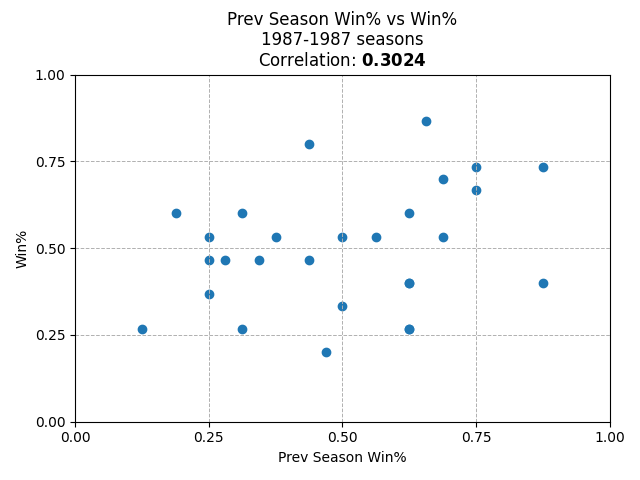 Prev Season Win% vs Win%
1987-1987 seasons
Correlation: 0.3024
1.00
0.75
0.50
0.25
0.00
Win%
0.00 0.25 0.50 0.75 1.00
Prev Season Win%